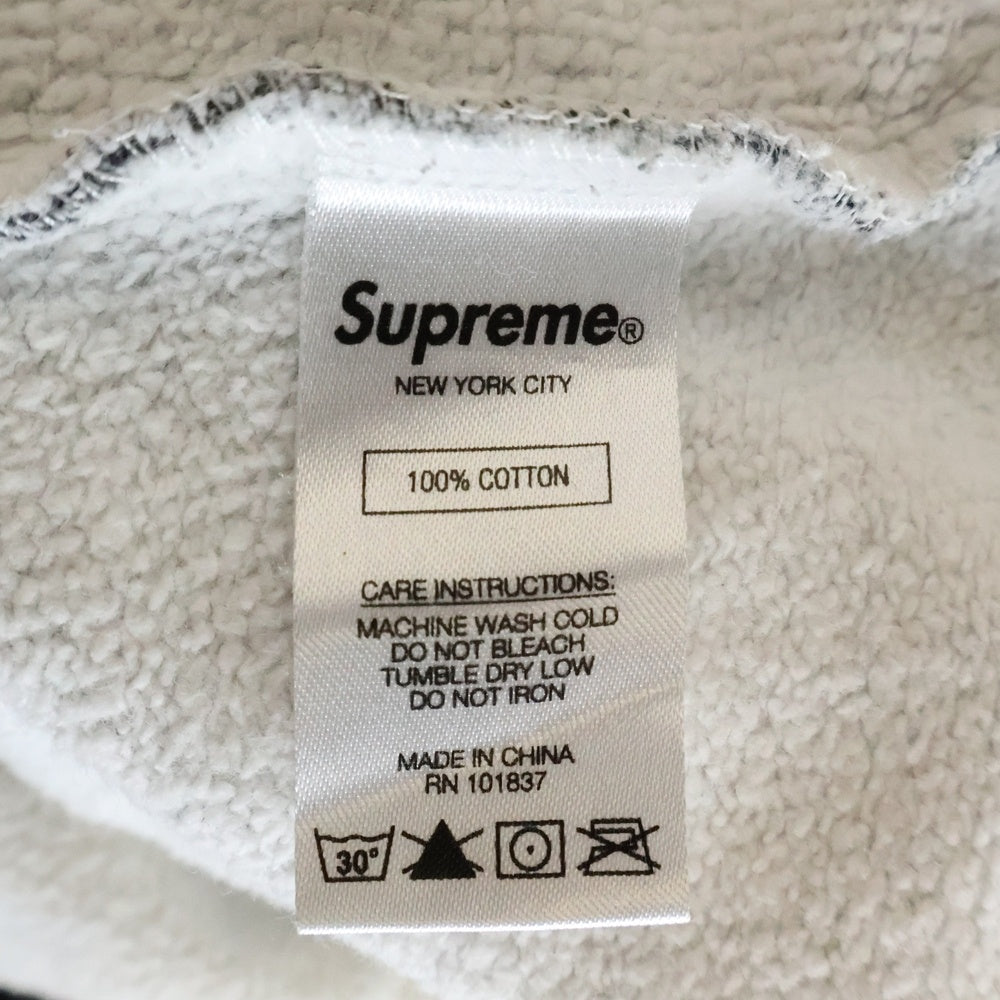 Supreme®
NEW YORK CITY
100% COTTON
CARE INSTRUCTIONS:
MACHINE WASH COLD
DO NOT BLEACH
TUMBLE DRY LOW
DO NOT IRON
MADE IN CHINA
RN 101837
30°